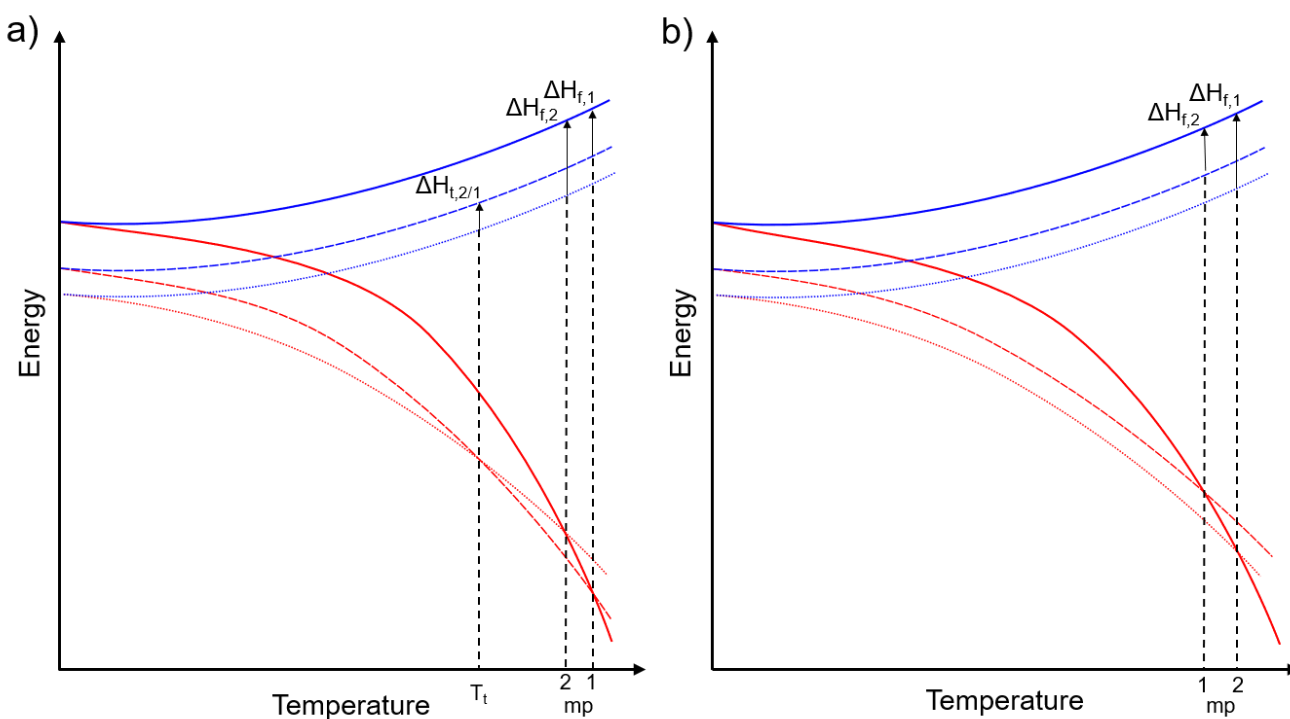 a)
ΔHf,1
ΔHf,2
ΔHt,2/1
Energy
Temperature
Tt
2 1
mp
b)
ΔHf,1
ΔHf,2
Energy
Temperature
1 2
mp